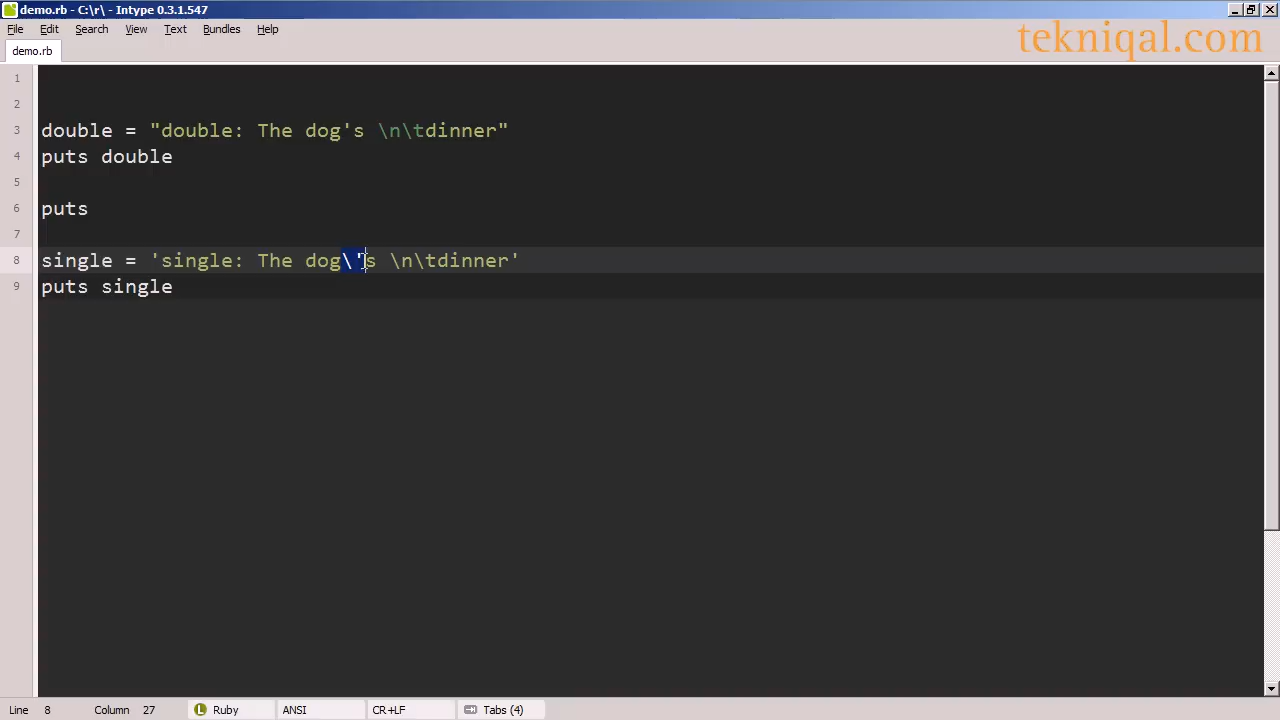 demo.rb - C:\r\ - Intype 0.3.1.547
File Edit Search View Text Bundles Help
tekniqal.com
demo.rb
1
2
3 double = "double: The dog's \n\tdinner"
4 puts double
5
6 puts
7
8 single = 'single: The dog\'s \n\tdinner'
9 puts single
Line 8 Column 27 L Ruby ANSI CR+LF Tabs (4)